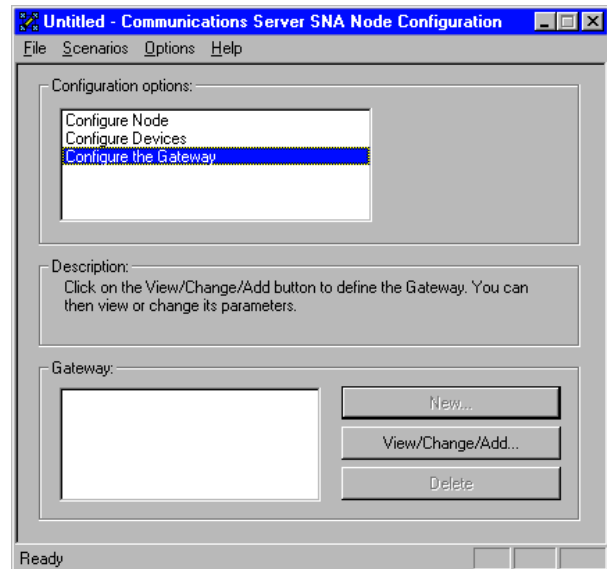 Untitled - Communications Server SNA Node Configuration
File Scenarios Options Help
Configuration options:
Configure Node
Configure Devices
Configure the Gateway
Description:
Click on the View/Change/Add button to define the Gateway. You can
then view or change its parameters.
Gateway:
New...
View/Change/Add...
Delete
Ready